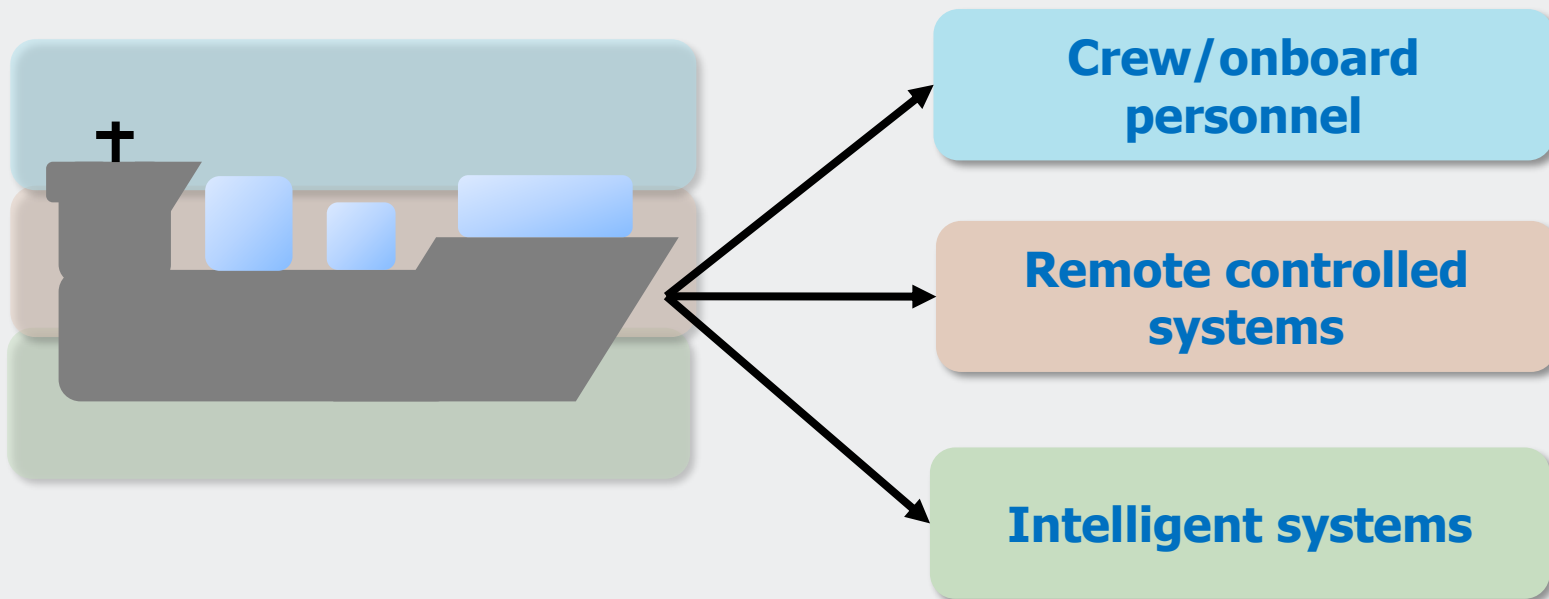 Crew/onboard
personnel
Remote controlled
systems
Intelligent systems